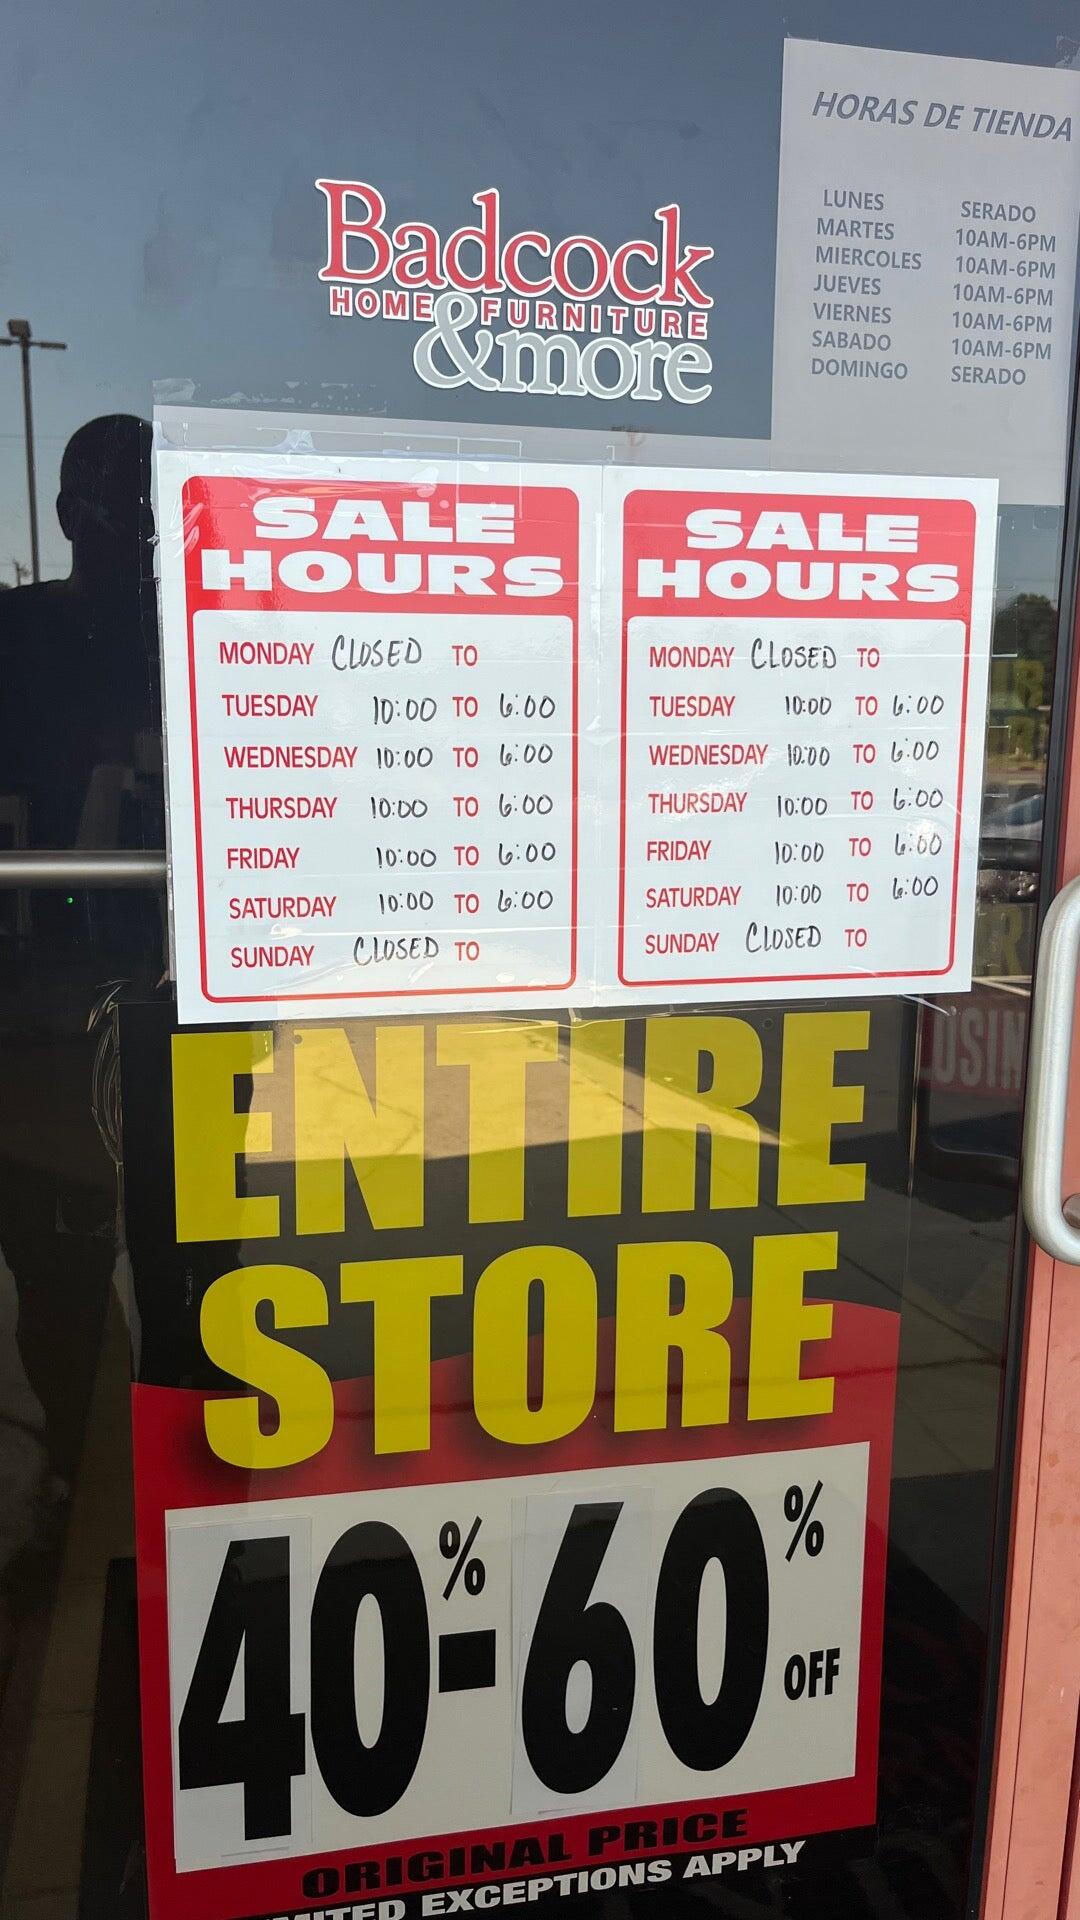 Badcock
HOME FURNITURE
&more
HORAS DE TIENDA
LUNES SERADO
MARTES 10AM-6PM
MIERCOLES 10AM-6PM
JUEVES 10AM-6PM
VIERNES 10AM-6PM
SABADO 10AM-6PM
DOMINGO SERADO
SALE
HOURS
MONDAY CLOSED TO
TUESDAY 10:00 TO 6:00
WEDNESDAY 10:00 TO 6:00
THURSDAY 10:00 TO 6:00
FRIDAY 10:00 TO 6:00
SATURDAY 10:00 TO 6:00
SUNDAY CLOSED TO
SALE
HOURS
MONDAY CLOSED TO
TUESDAY 10:00 TO 6:00
WEDNESDAY 10:00 TO 6:00
THURSDAY 10:00 TO 6:00
FRIDAY 10:00 TO 6:00
SATURDAY 10:00 TO 6:00
SUNDAY CLOSED TO
ENTIRE
STORE
40%-60% OFF
ORIGINAL PRICE
EXCEPTIONS APPLY